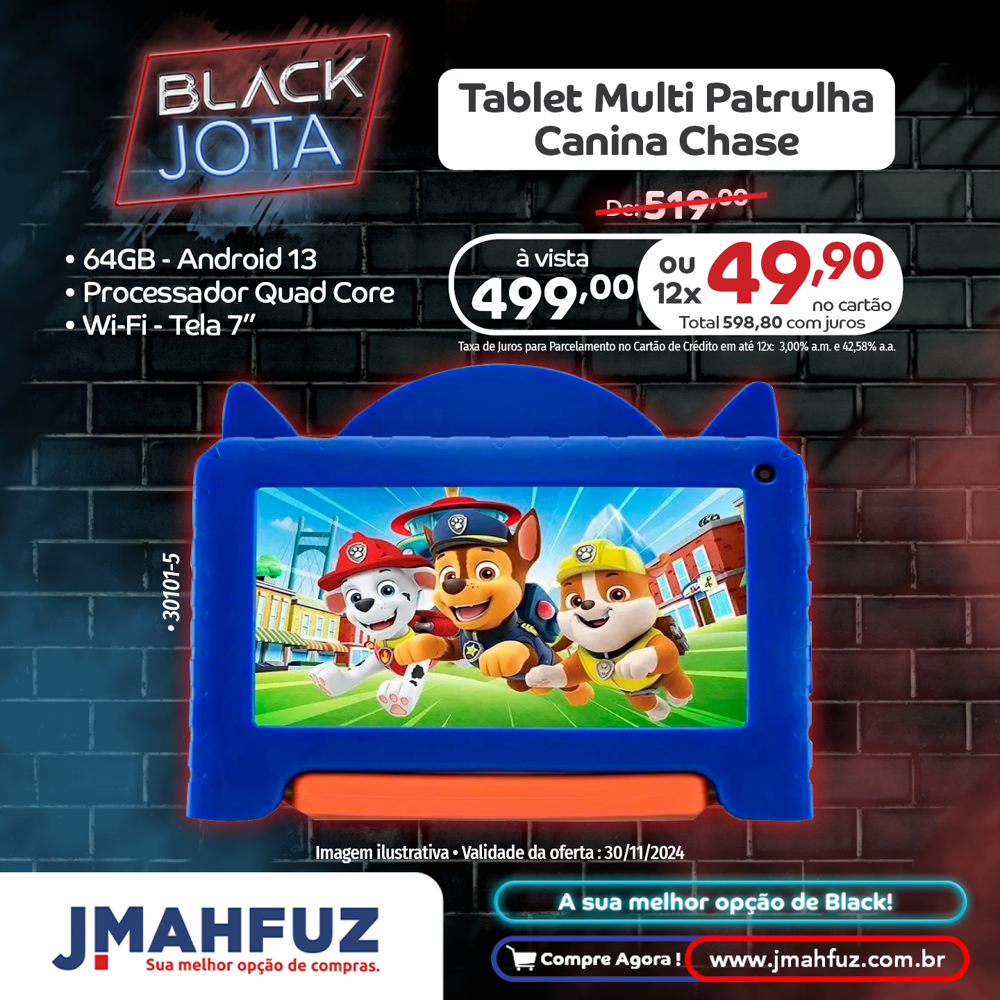 BLACK
JOTA
Tablet Multi Patrulha
Canina Chase
De: 519,00
• 64GB - Android 13
• Processador Quad Core
• Wi-Fi - Tela 7”
à vista
499,00
ou
12x
49,90
no cartão
Total 598,80 com juros
Taxa de Juros para Parcelamento no Cartão de Crédito em até 12x: 3,00% a.m. e 42,58% a.a.
• 30101-5
Imagem ilustrativa • Validade da oferta : 30/11/2024
JMAHFUZ
Sua melhor opção de compras.
A sua melhor opção de Black!
Compre Agora !
www.jmahfuz.com.br